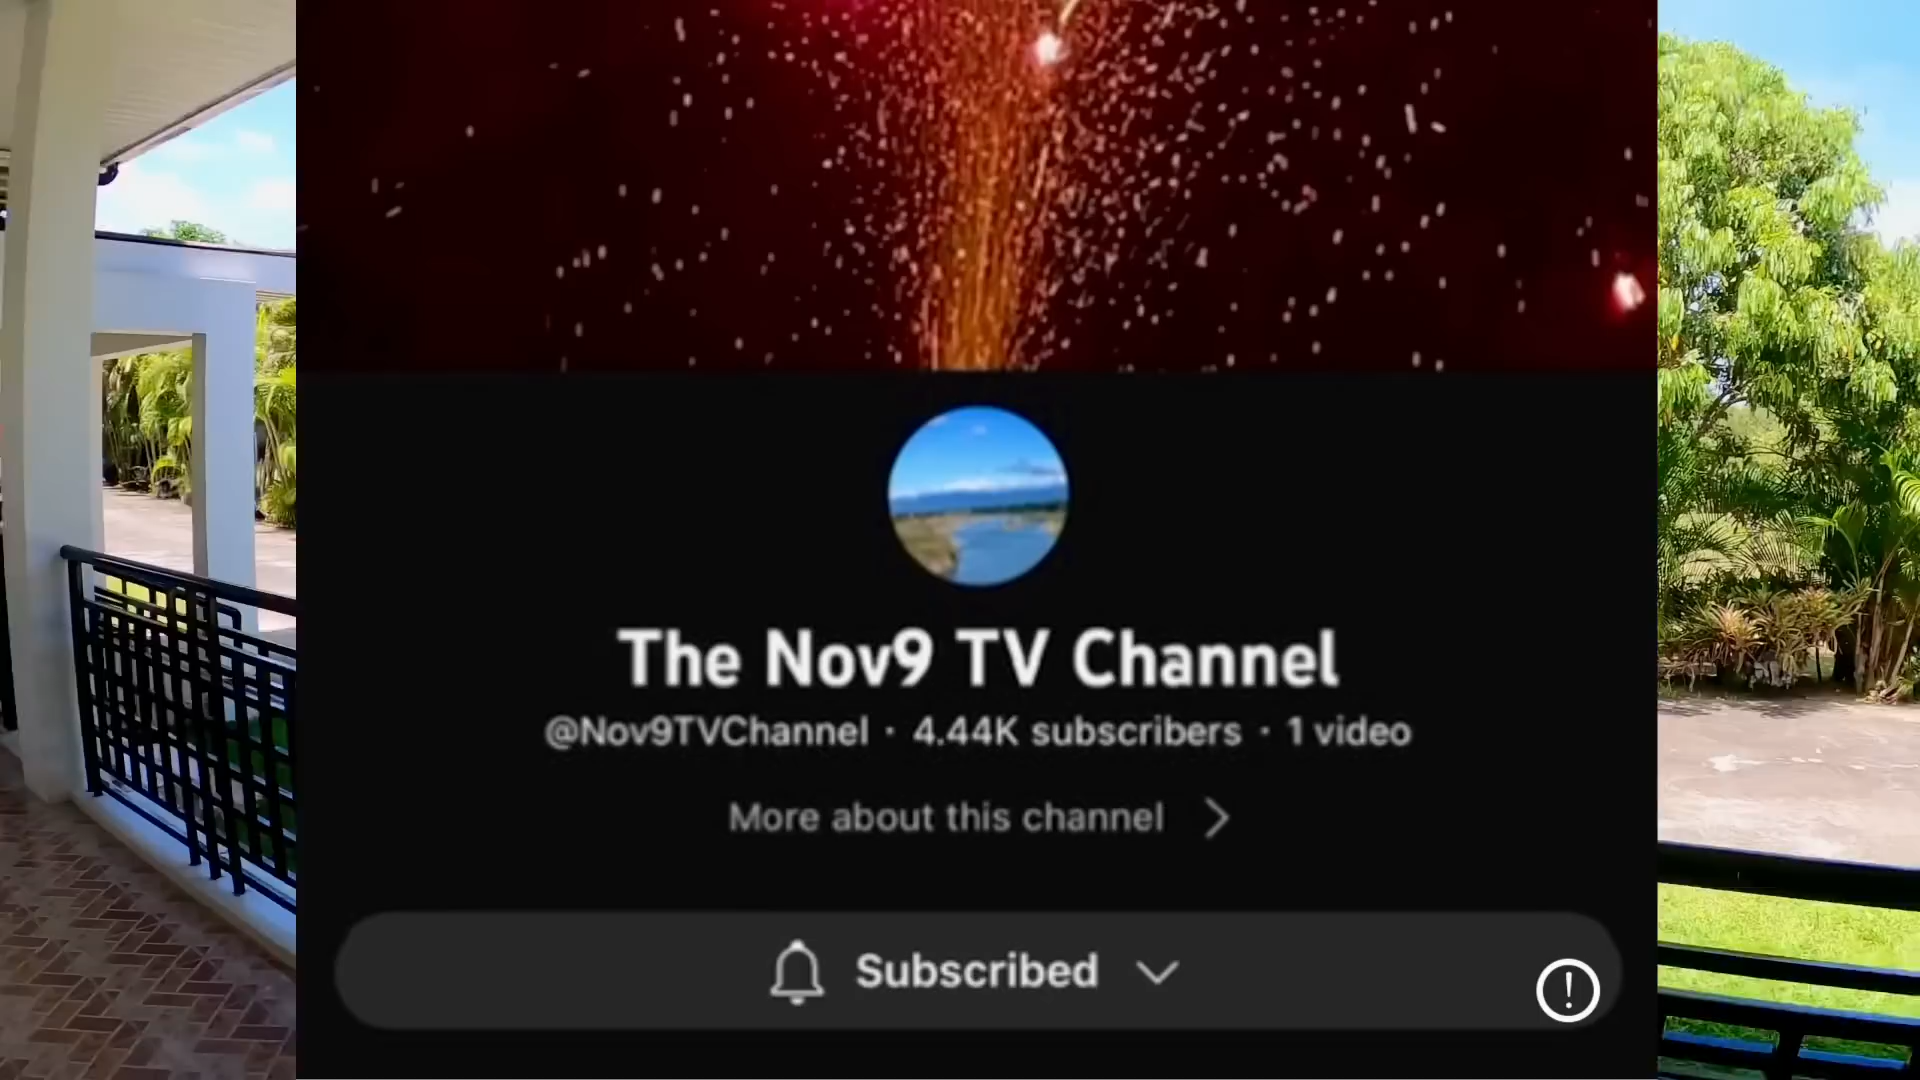 The Nov9 TV Channel
@Nov9TVChannel · 4.44K subscribers · 1 video
More about this channel
Subscribed